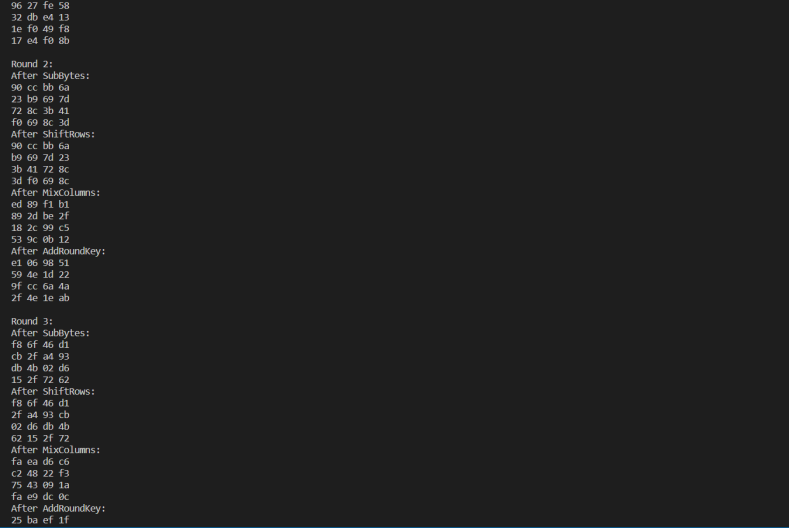 96 27 fe 58
32 db e4 13
1e f0 49 f8
17 e4 f0 8b
Round 2:
After SubBytes:
90 cc bb 6a
23 b9 69 7d
72 8c 3b 41
f0 69 8c 3d
After ShiftRows:
90 cc bb 6a
b9 69 7d 23
3b 41 72 8c
3d f0 69 8c
After MixColumns:
ed 89 f1 b1
89 2d be 2f
18 2c 99 c5
53 9c 0b 12
After AddRoundKey:
e1 06 98 51
59 4e 1d 22
9f cc 6a 4a
2f 4e 1e ab
Round 3:
After SubBytes:
f8 6f 46 d1
cb 2f a4 93
db 4b 02 d6
15 2f 72 62
After ShiftRows:
f8 6f 46 d1
2f a4 93 cb
02 d6 db 4b
62 15 2f 72
After MixColumns:
fa ea d6 c6
c2 48 22 f3
75 43 09 1a
fa e9 dc 0c
After AddRoundKey:
25 ba ef 1f